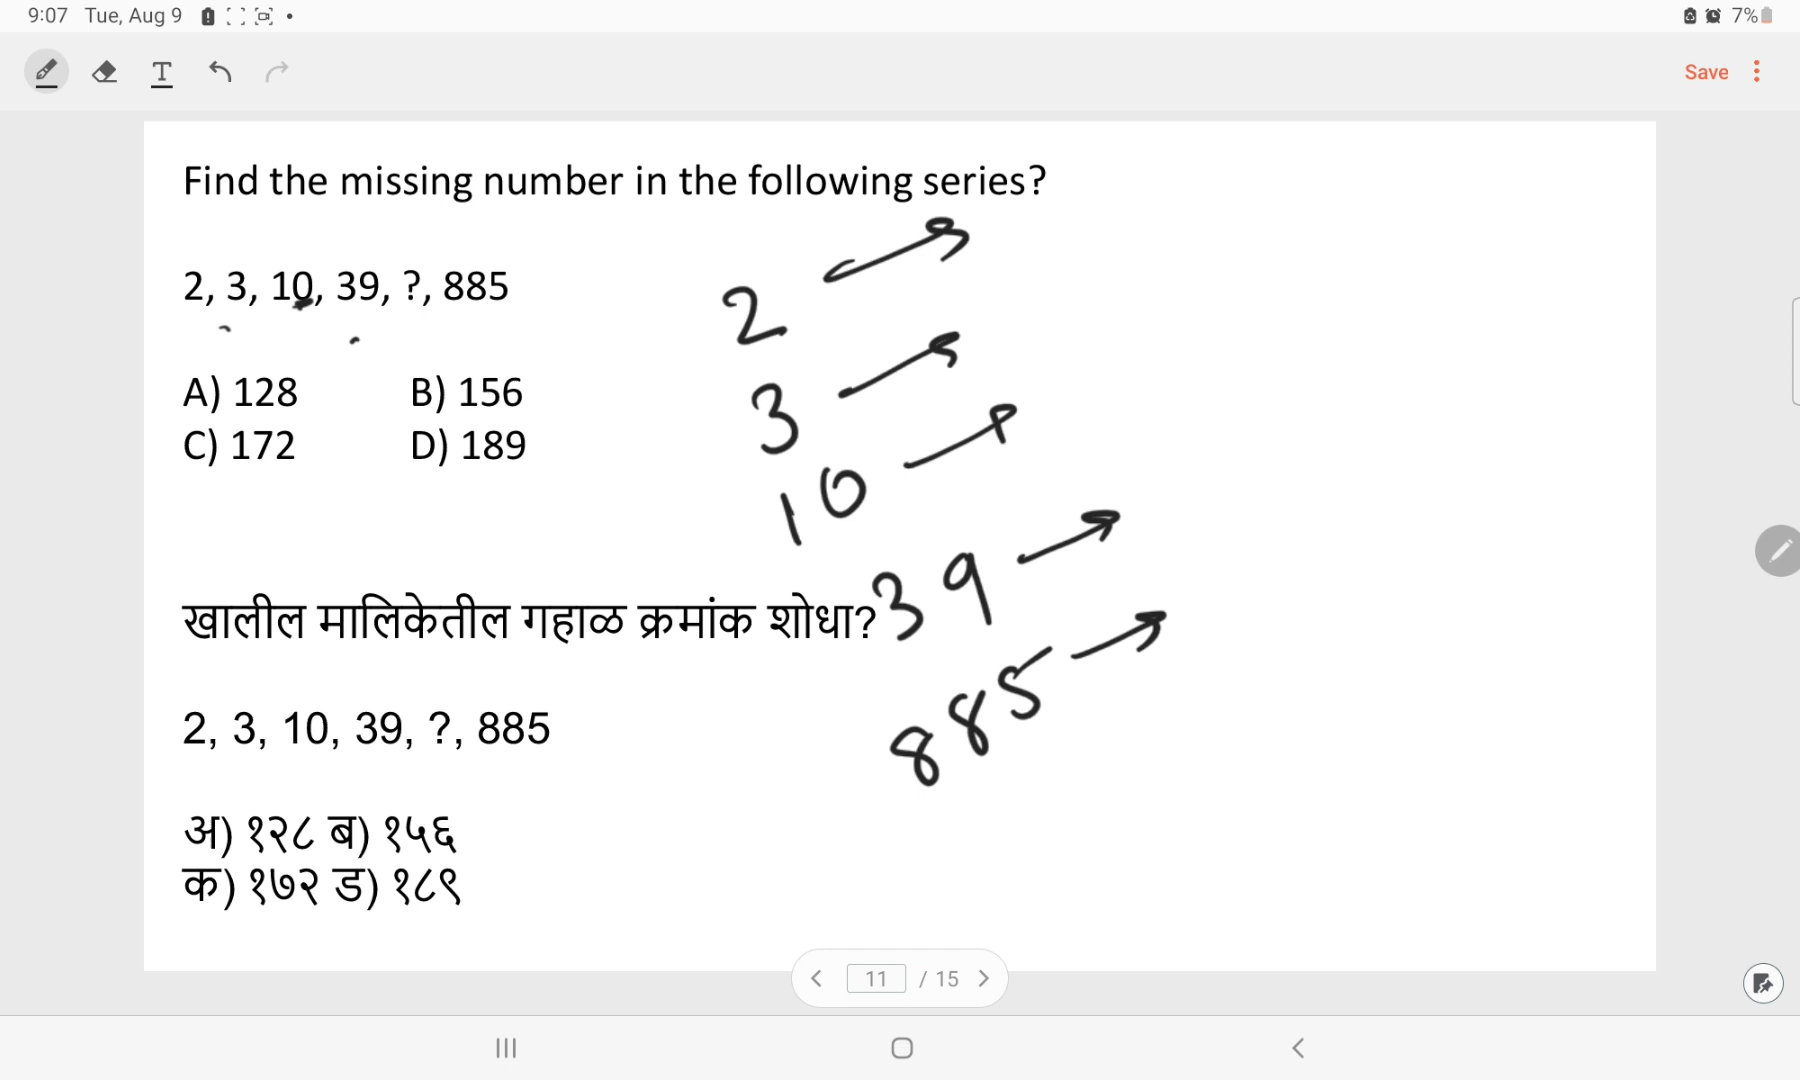 9:07 Tue, Aug 9 7%
T Save
Find the missing number in the following series?
2, 3, 10, 39, ?, 885
A) 128 B) 156
C) 172 D) 189
2
3
10
39
885
खालील मालिकेतील गहाळ क्रमांक शोधा?
2, 3, 10, 39, ?, 885
अ) १२८ ब) १५६
क) १७२ ड) १८९
11 / 15